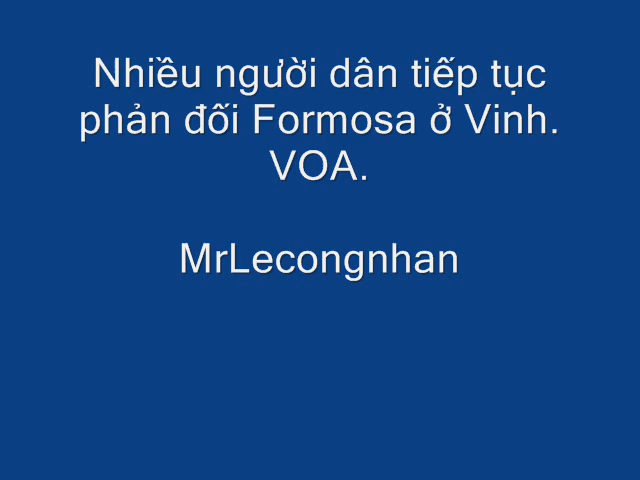 Nhiều người dân tiếp tục
phản đối Formosa ở Vinh.
VOA.
MrLecongnhan